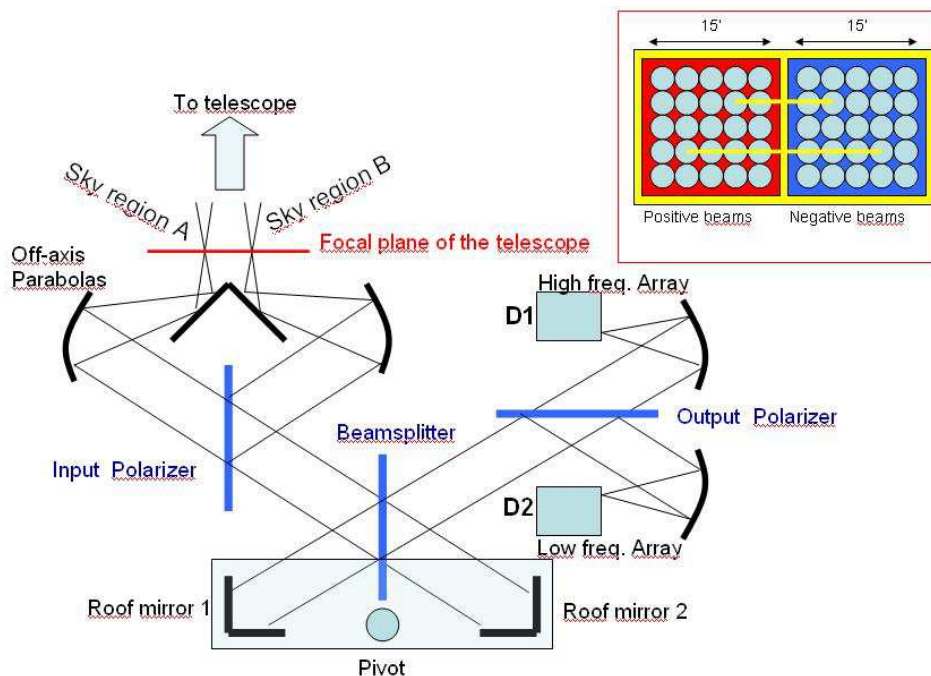 15'
15'
Positive beams
Negative beams
To telescope
Sky region A
Sky region B
Focal plane of the telescope
Off-axis
Parabolas
High freq. Array
D1
Beamsplitter
Output Polarizer
Input Polarizer
D2
Low freq. Array
Roof mirror 1
Roof mirror 2
Pivot